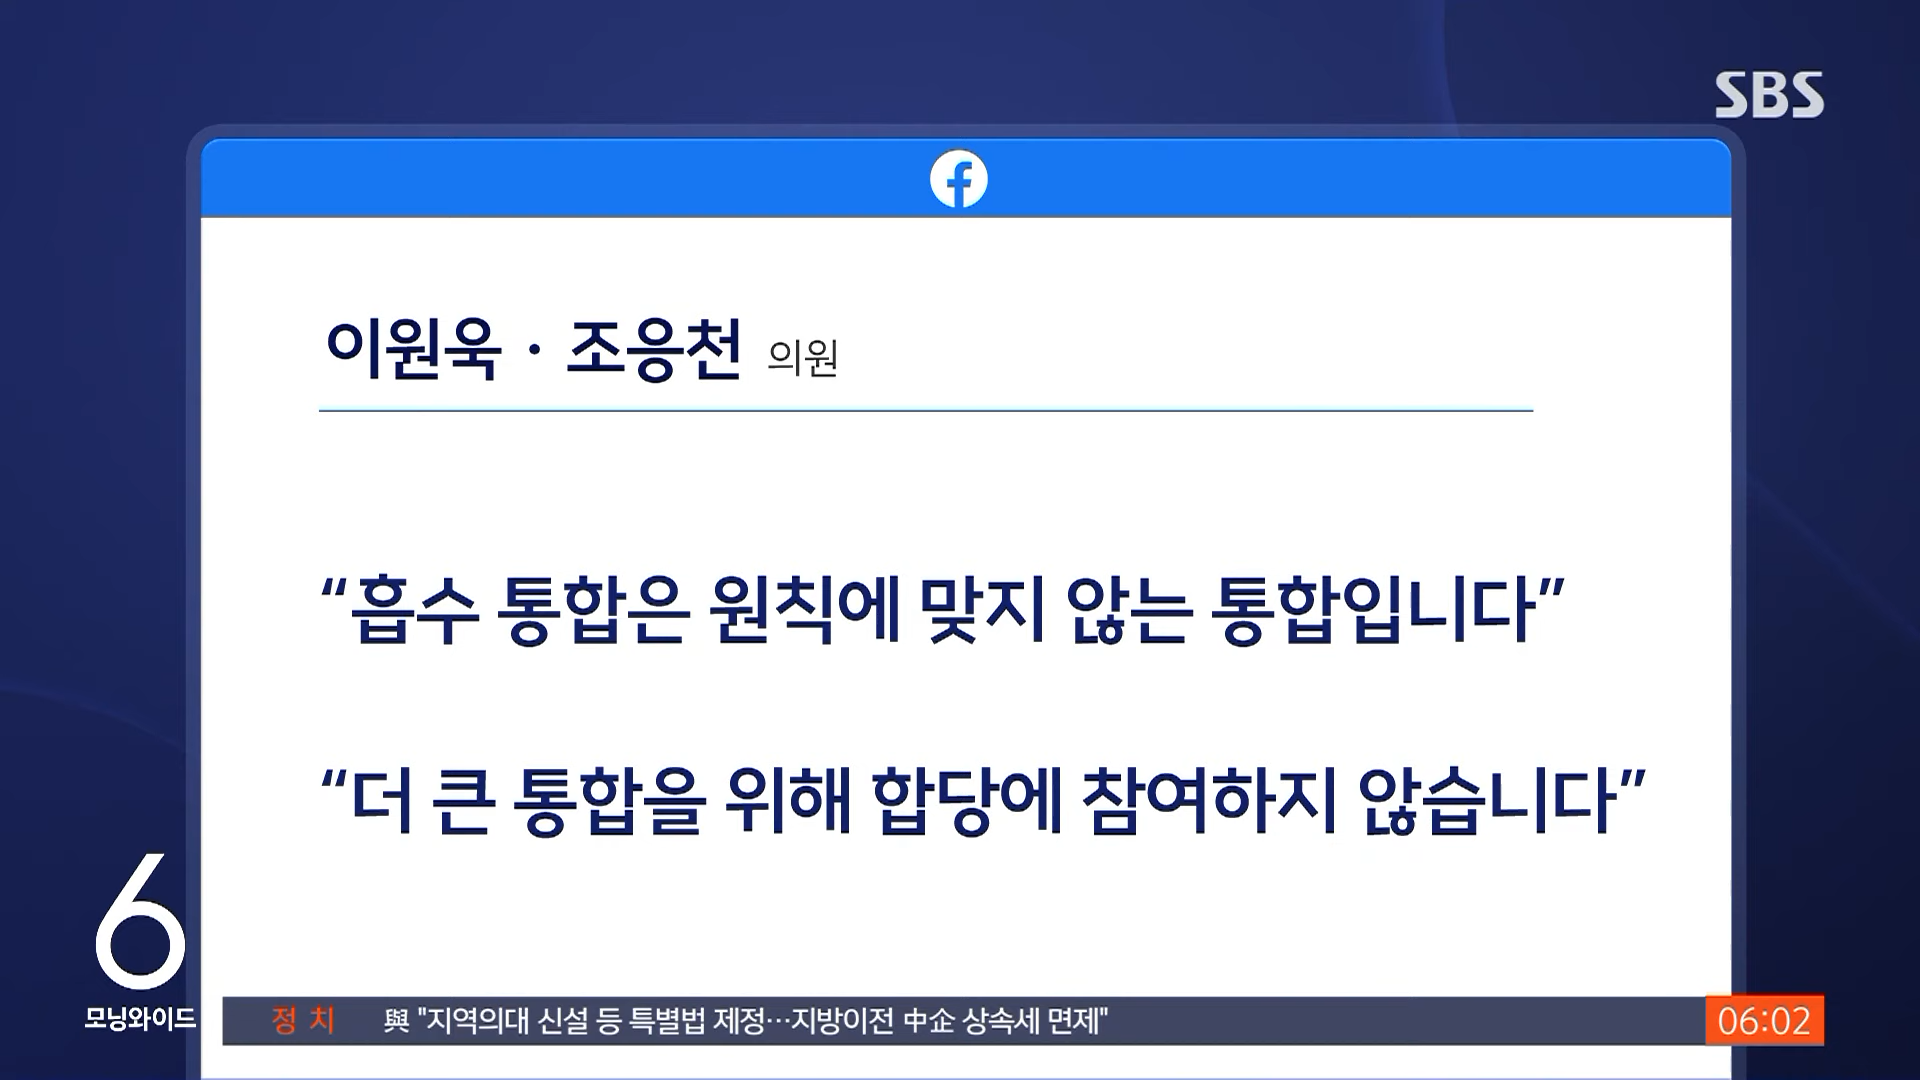 SBS
이원욱 · 조응천 의원
“흡수 통합은 원칙에 맞지 않는 통합입니다”
“더 큰 통합을 위해 합당에 참여하지 않습니다”
6
모닝와이드
정 치 與 "지역의대 신설 등 특별법 제정…지방이전 中企 상속세 면제" 06:02